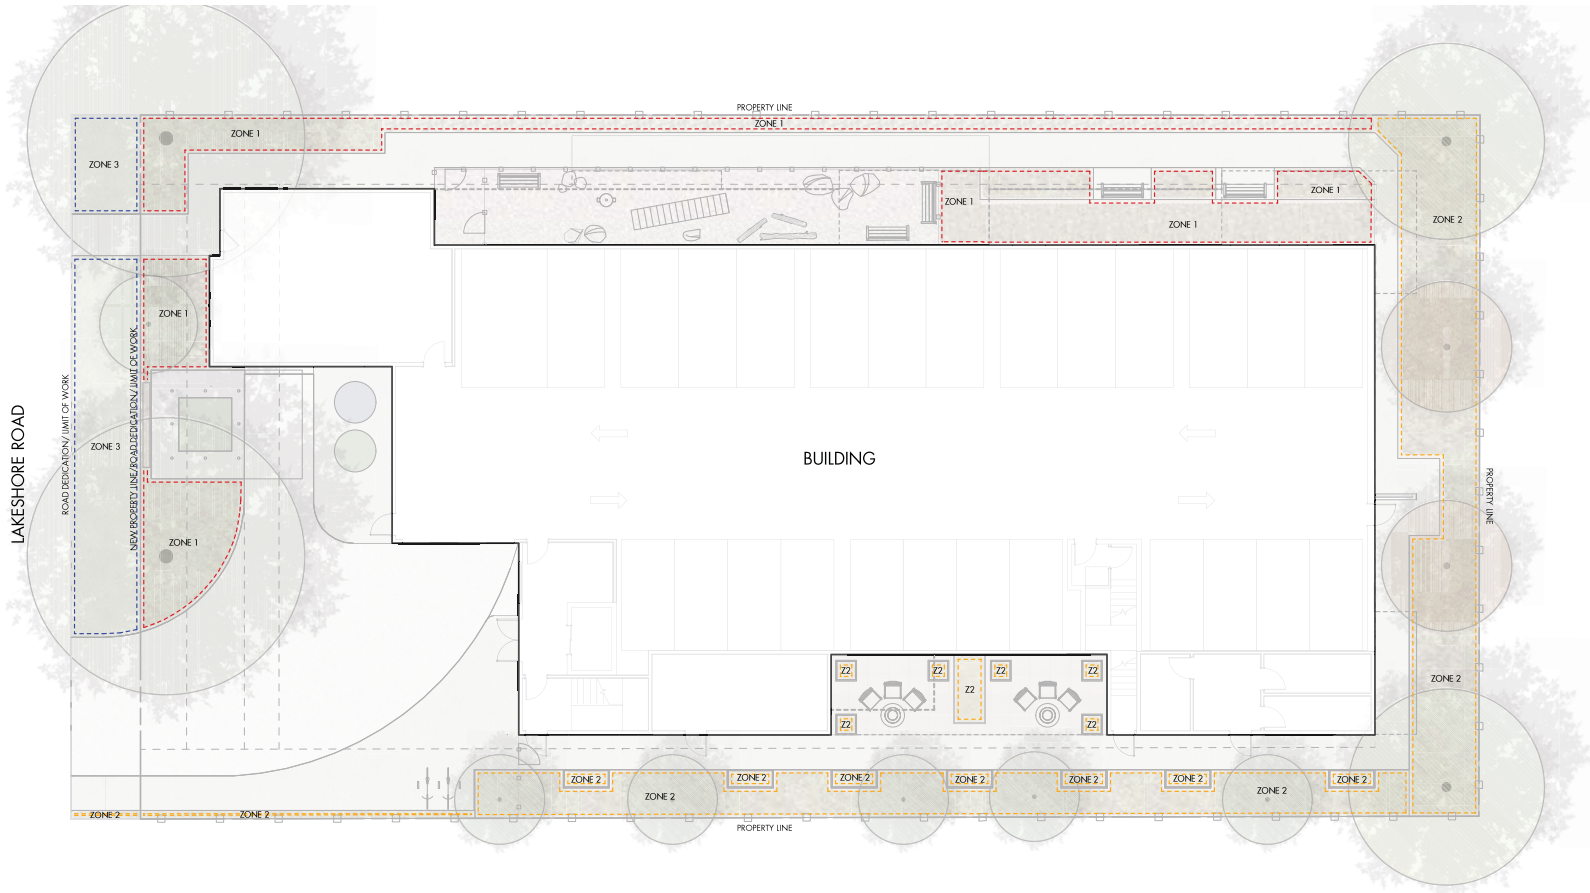 PROPERTY LINE
ZONE 1
ZONE 1
ZONE 3
ZONE 1
ZONE 1
ZONE 1
ZONE 2
ZONE 1
LAKESHORE ROAD
ROAD DEDICATION/ LIMIT OF WORK
NEW PROPERTY LINE/ROAD DEDICATION/ LIMIT OF WORK
ZONE 3
BUILDING
PROPERTY LINE
ZONE 1
Z2
Z2
Z2
Z2
Z2
Z2
Z2
ZONE 2
ZONE 2
ZONE 2
ZONE 2
ZONE 2
ZONE 2
ZONE 2
ZONE 2
ZONE 2
ZONE 2
ZONE 2
ZONE 2
PROPERTY LINE